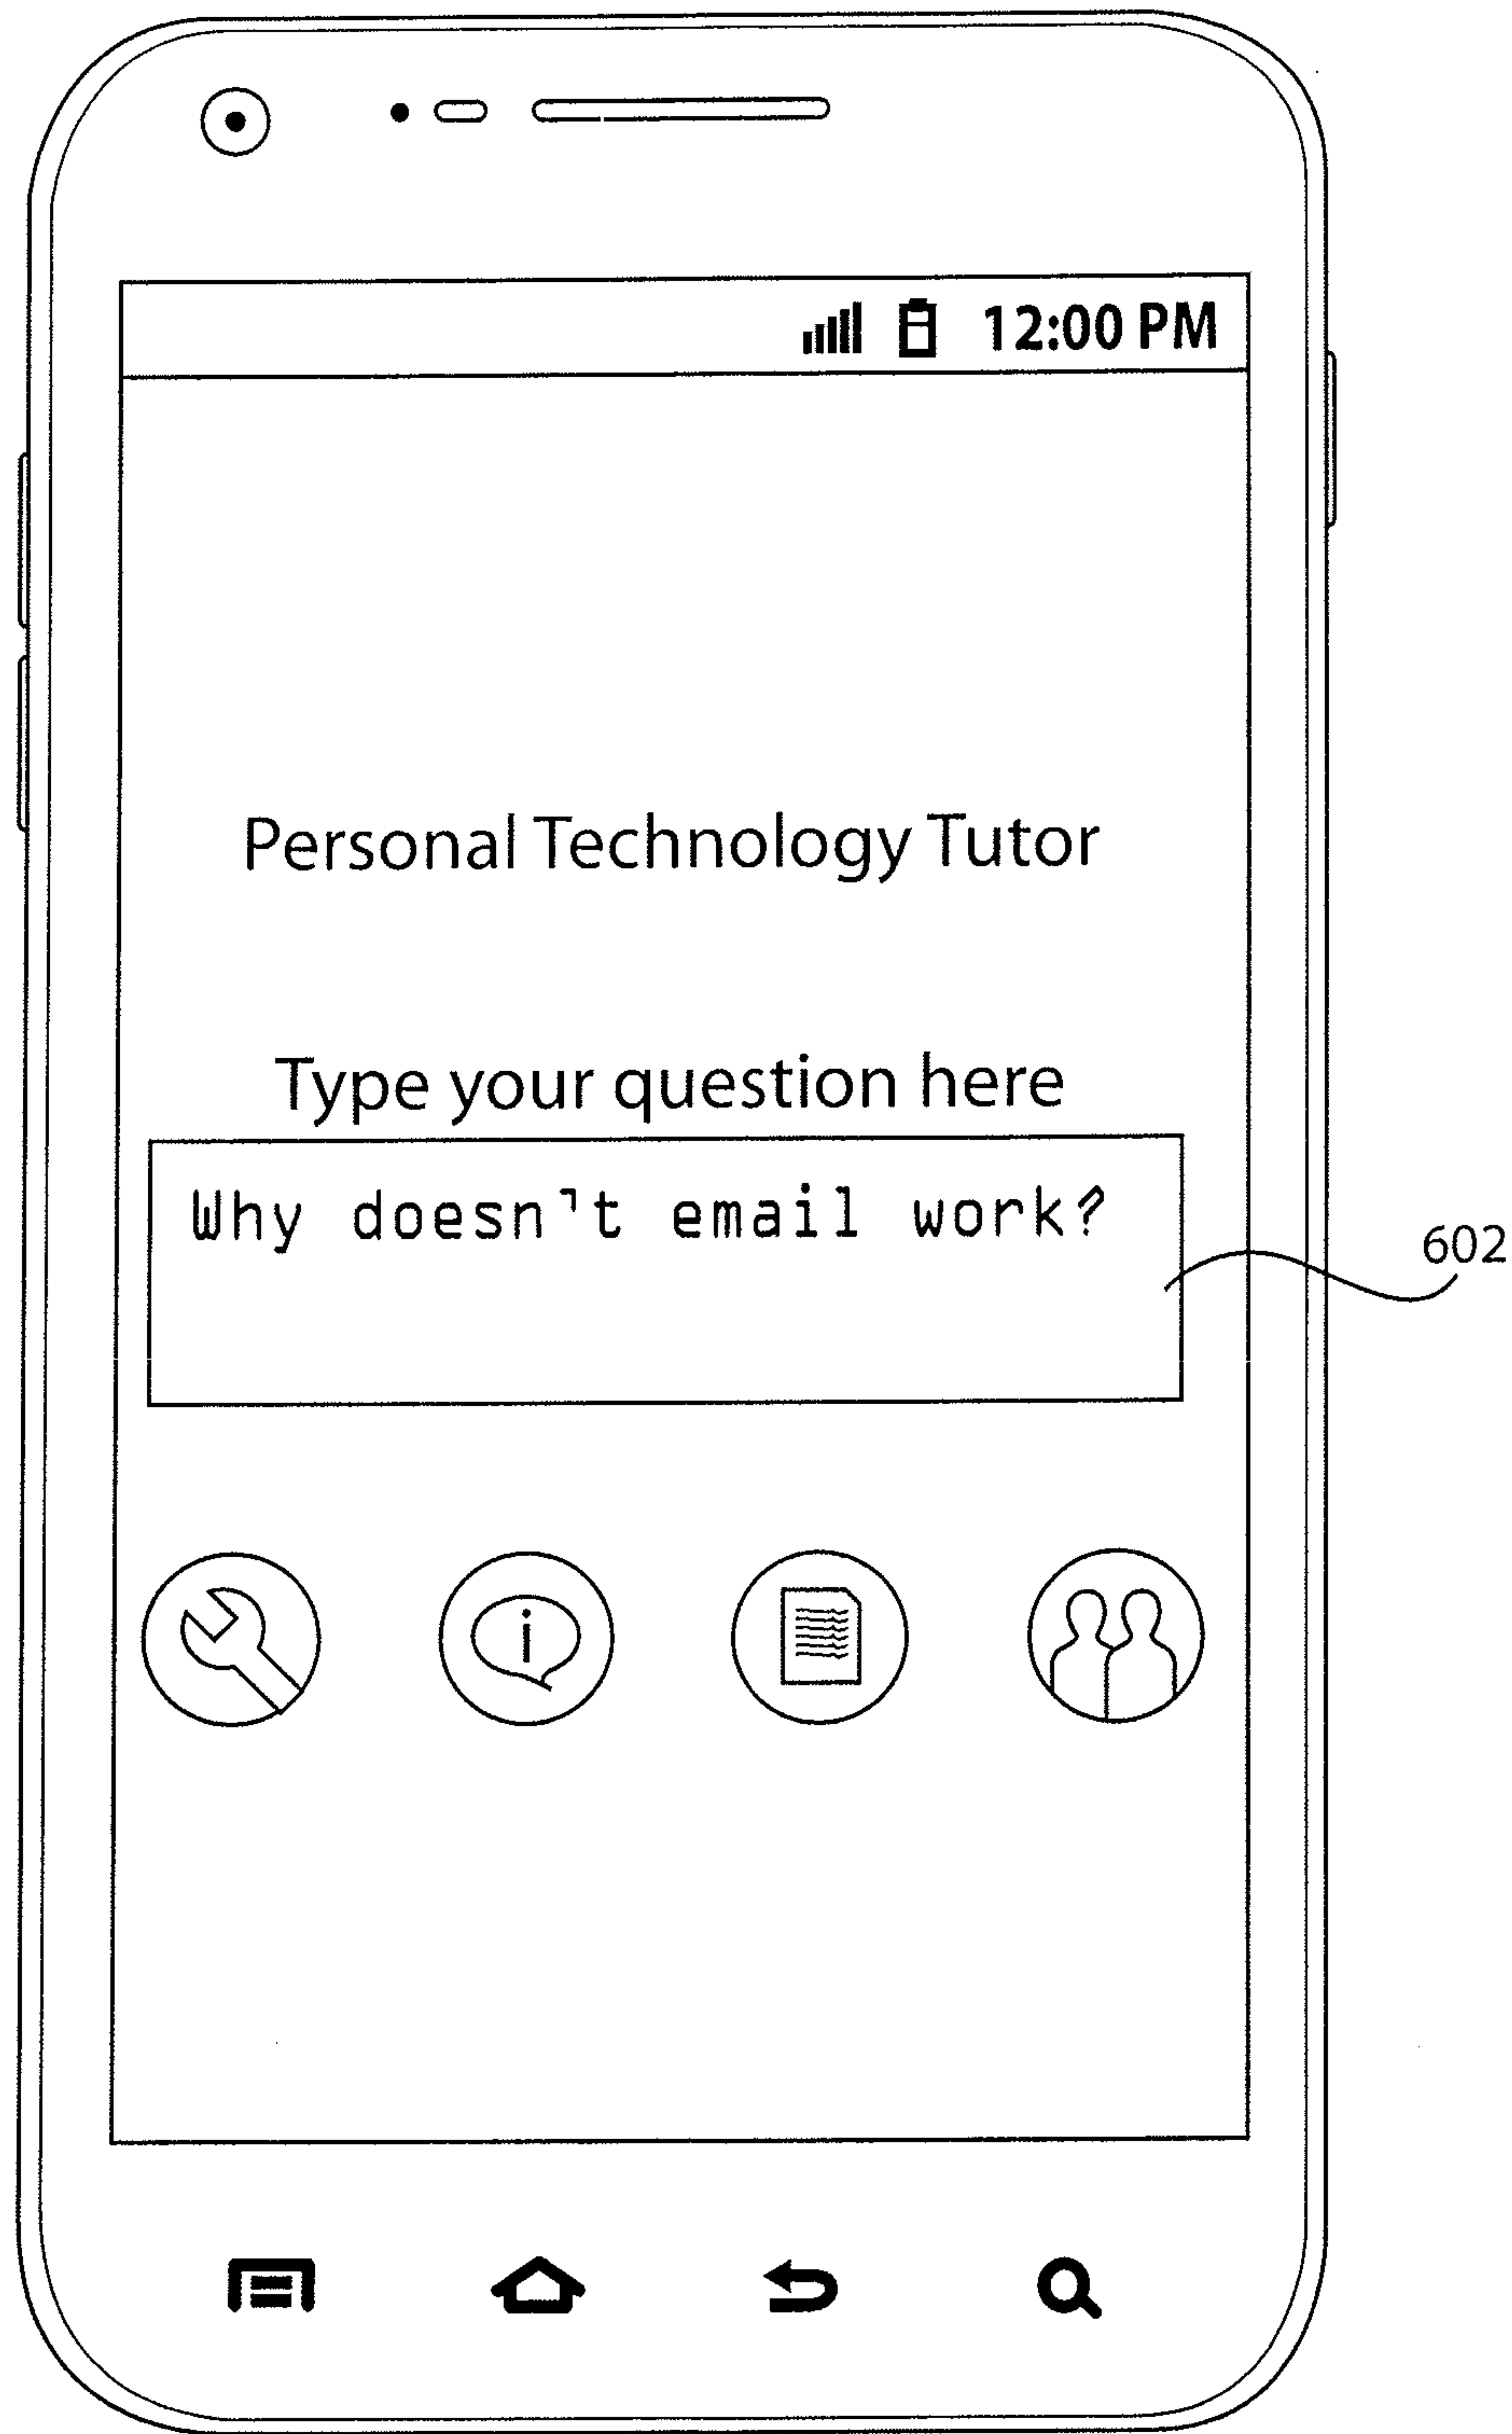 12:00 PM
Personal Technology Tutor
Type your question here
Why doesn't email work?
602
i